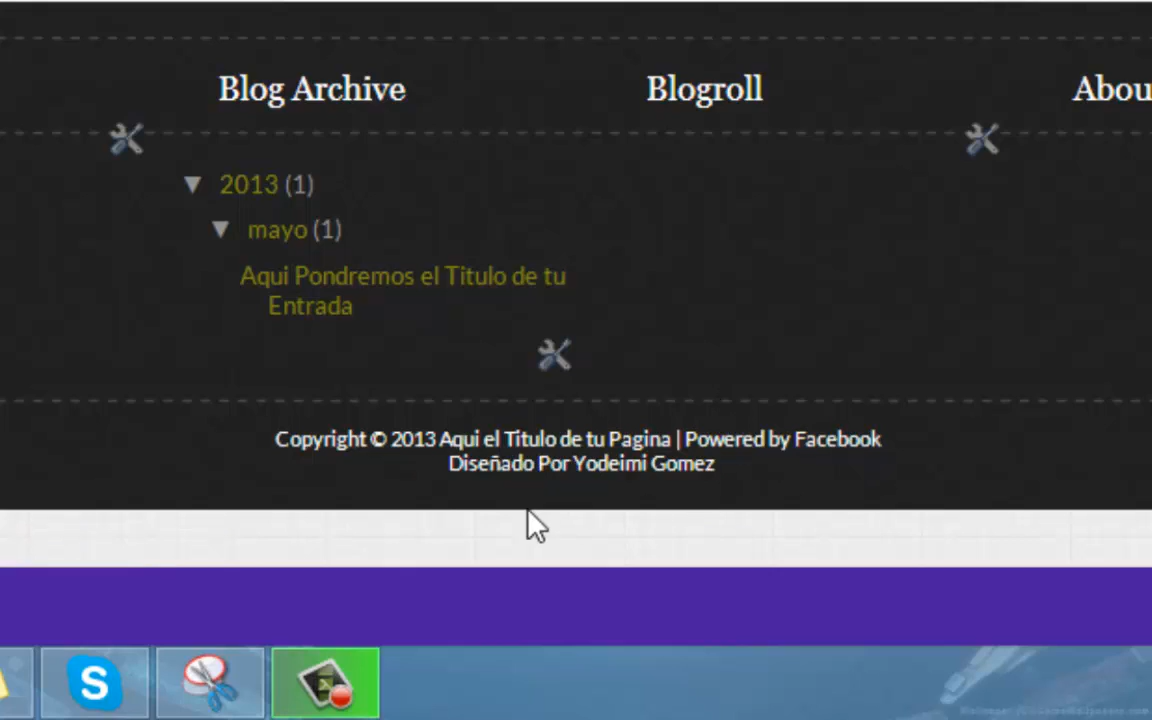 Blog Archive
Blogroll
Abou
▼ 2013 (1)
▼ mayo (1)
Aqui Pondremos el Titulo de tu
Entrada
Copyright © 2013 Aqui el Titulo de tu Pagina | Powered by Facebook
Diseñado Por Yodeimi Gomez
S